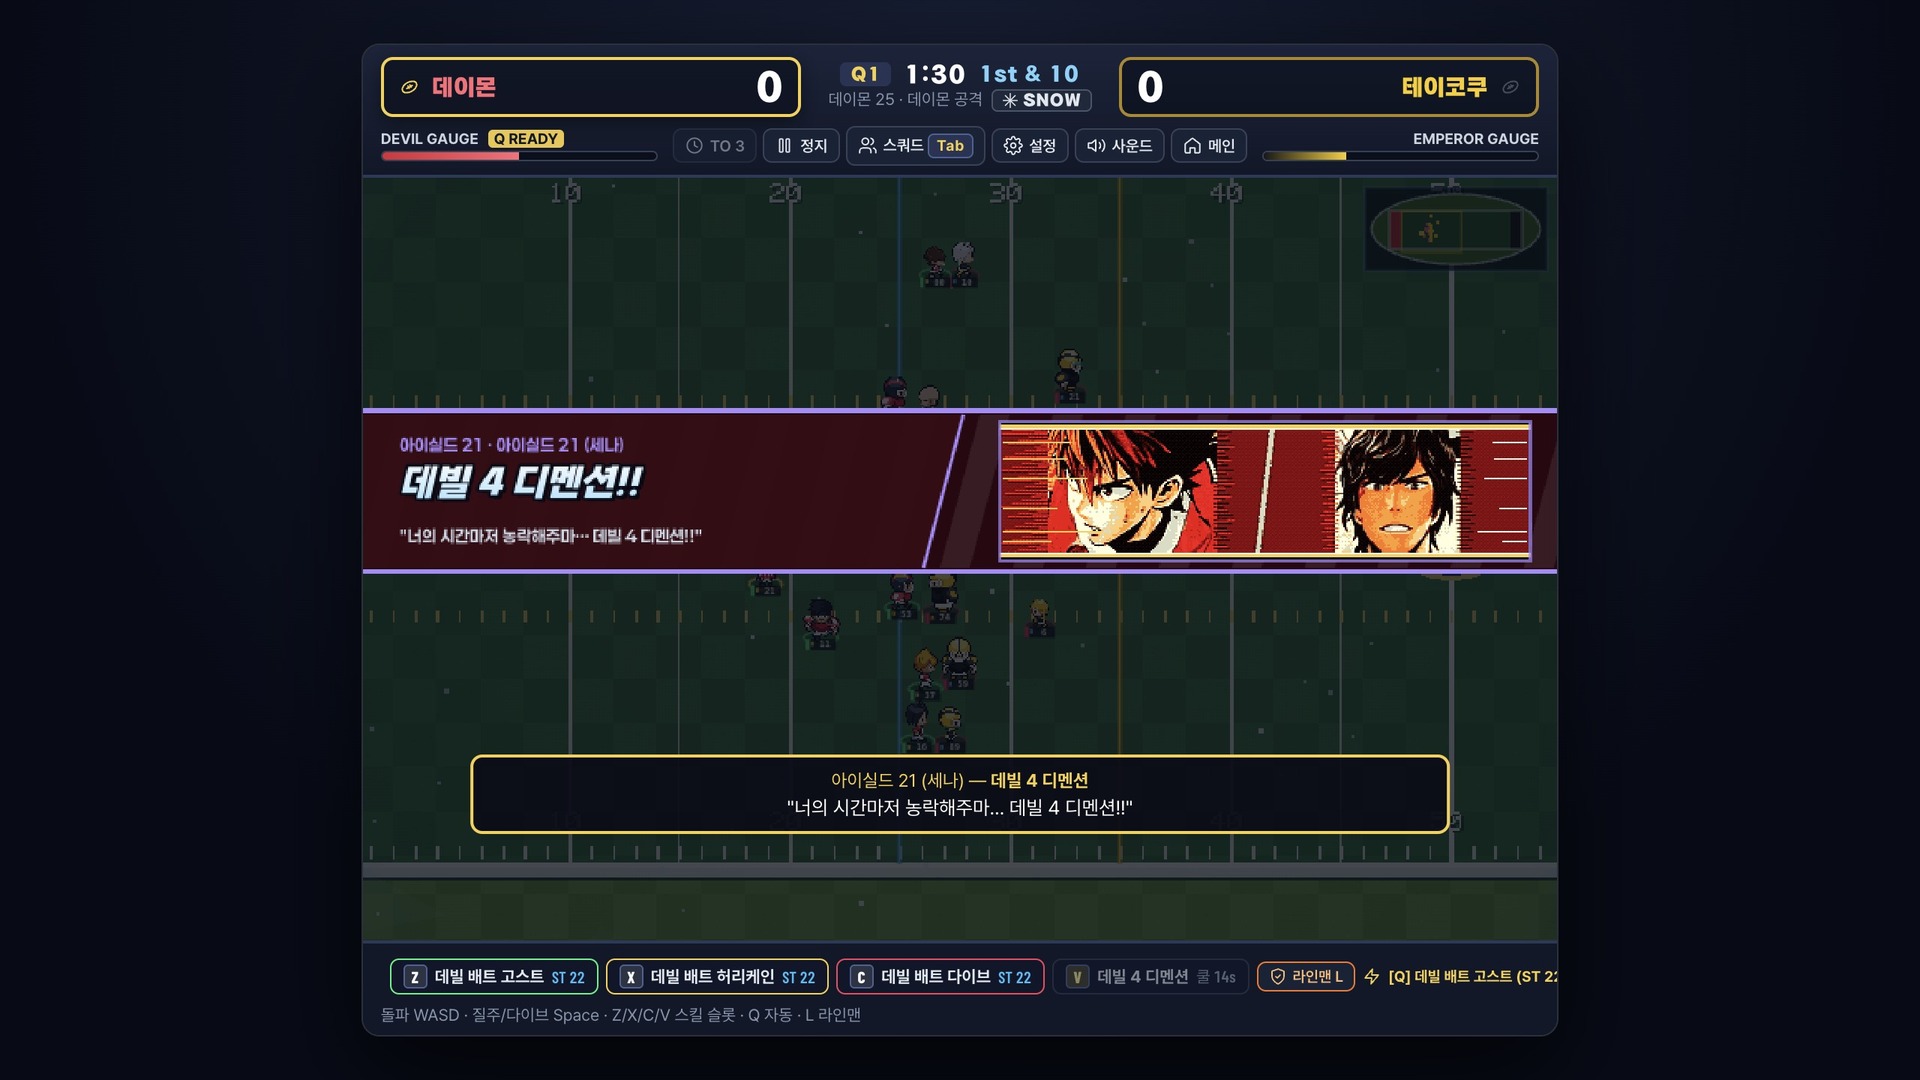 데이몬 0
Q1 1:30 1st & 10
데이몬 25 · 데이몬 공격 SNOW
0 테이코쿠
DEVIL GAUGE Q READY
TO 3 정지 스쿼드 Tab 설정 사운드 메인
EMPEROR GAUGE
10 20 30 40
21
아이실드 21 · 아이실드 21 (세나)
데빌 4 디멘션!!
"너의 시간마저 농락해주마… 데빌 4 디멘션!!"
21
아이실드 21 (세나) — 데빌 4 디멘션
"너의 시간마저 농락해주마... 데빌 4 디멘션!!"
Z 데빌 배트 고스트 ST 22 X 데빌 배트 허리케인 ST 22 C 데빌 배트 다이브 ST 22 V 데빌 4 디멘션 쿨 14s 라인맨 L [Q] 데빌 배트 고스트 (ST 22
돌파 WASD · 질주/다이브 Space · Z/X/C/V 스킬 슬롯 · Q 자동 · L 라인맨